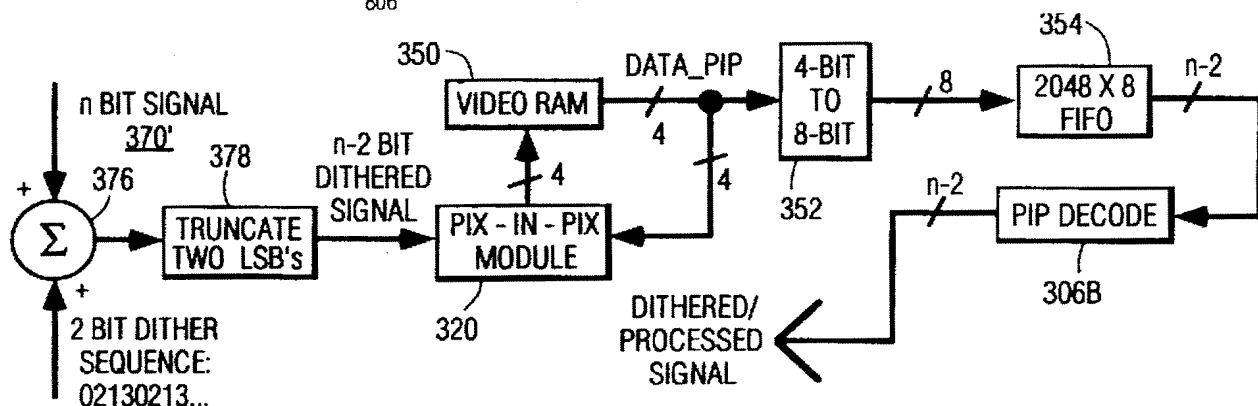 806
n BIT SIGNAL
370'
376
+
Σ
+
2 BIT DITHER
SEQUENCE:
02130213...
378
TRUNCATE
TWO LSB's
n-2 BIT
DITHERED
SIGNAL
350
VIDEO RAM
4
PIX - IN - PIX
MODULE
320
DATA_PIP
4
4
4-BIT
TO
8-BIT
352
8
354
2048 X 8
FIFO
n-2
PIP DECODE
306B
n-2
DITHERED/
PROCESSED
SIGNAL